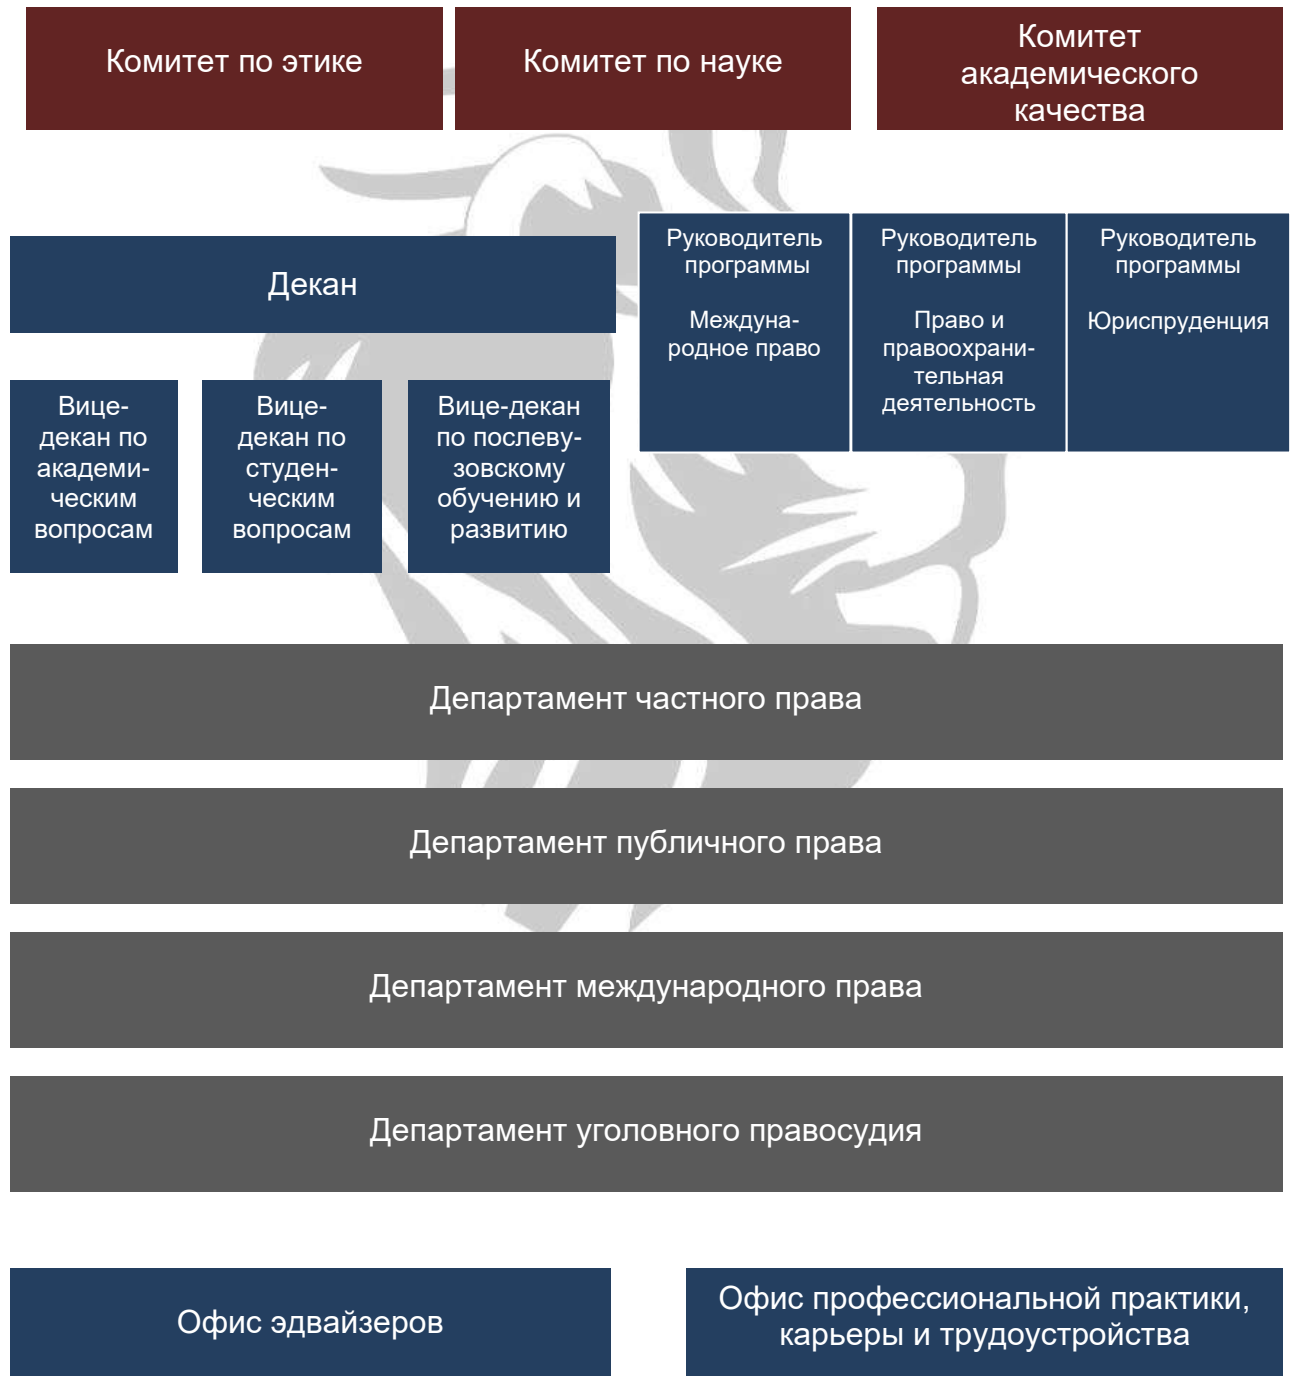 Комитет по этике
Комитет по науке
Комитет
академического
качества
Декан
Руководитель
программы
Междуна-
родное право
Руководитель
программы
Право и
правоохрани-
тельная
деятельность
Руководитель
программы
Юриспруденция
Вице-
декан по
академи-
ческим
вопросам
Вице-
декан по
студен-
ческим
вопросам
Вице-декан
по послеву-
зовскому
обучению и
развитию
Департамент частного права
Департамент публичного права
Департамент международного права
Департамент уголовного правосудия
Офис эдвайзеров
Офис профессиональной практики,
карьеры и трудоустройства